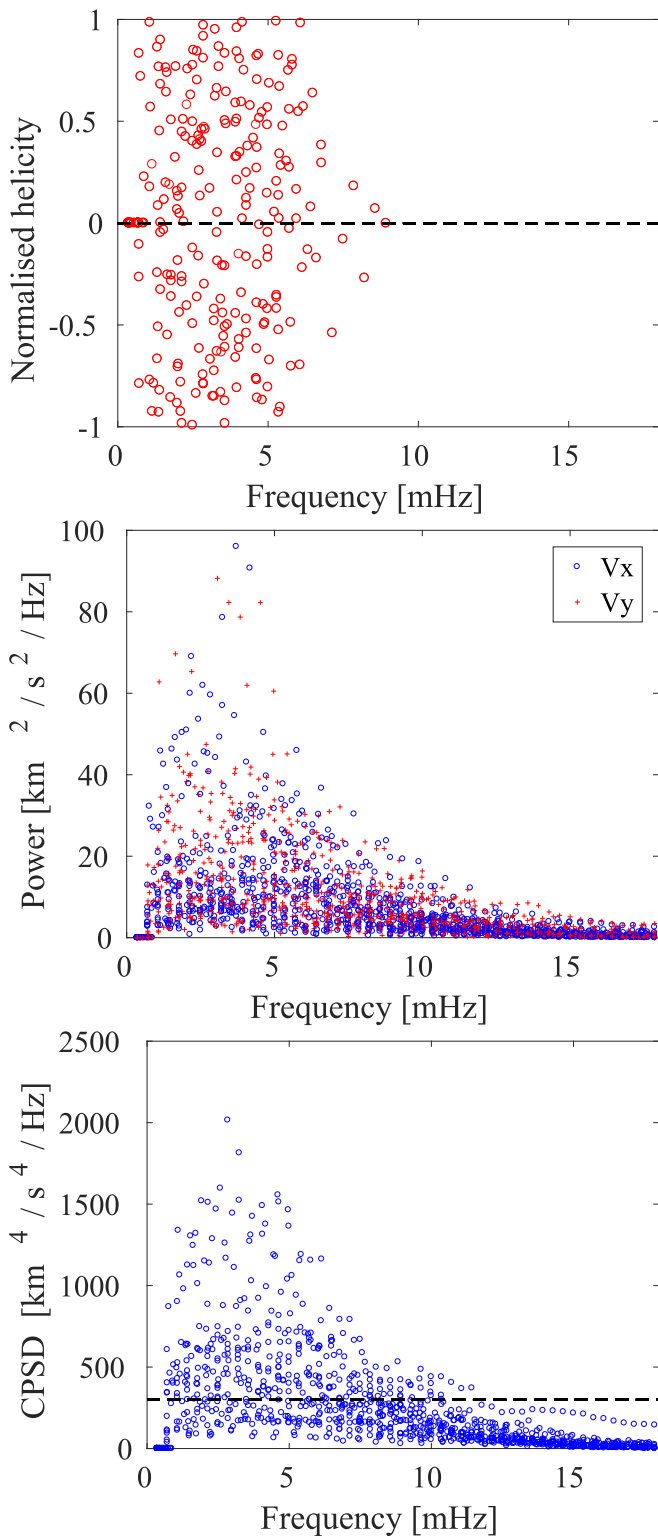 1
0.5
0
-0.5
-1
Normalised helicity
0 5 10 15
Frequency [mHz]
100
80
60
40
20
0
Power [km 2 / s 2 / Hz]
Vx
Vy
0 5 10 15
Frequency [mHz]
2500
2000
1500
1000
500
0
CPSD [km 4 / s 4 / Hz]
0 5 10 15
Frequency [mHz]